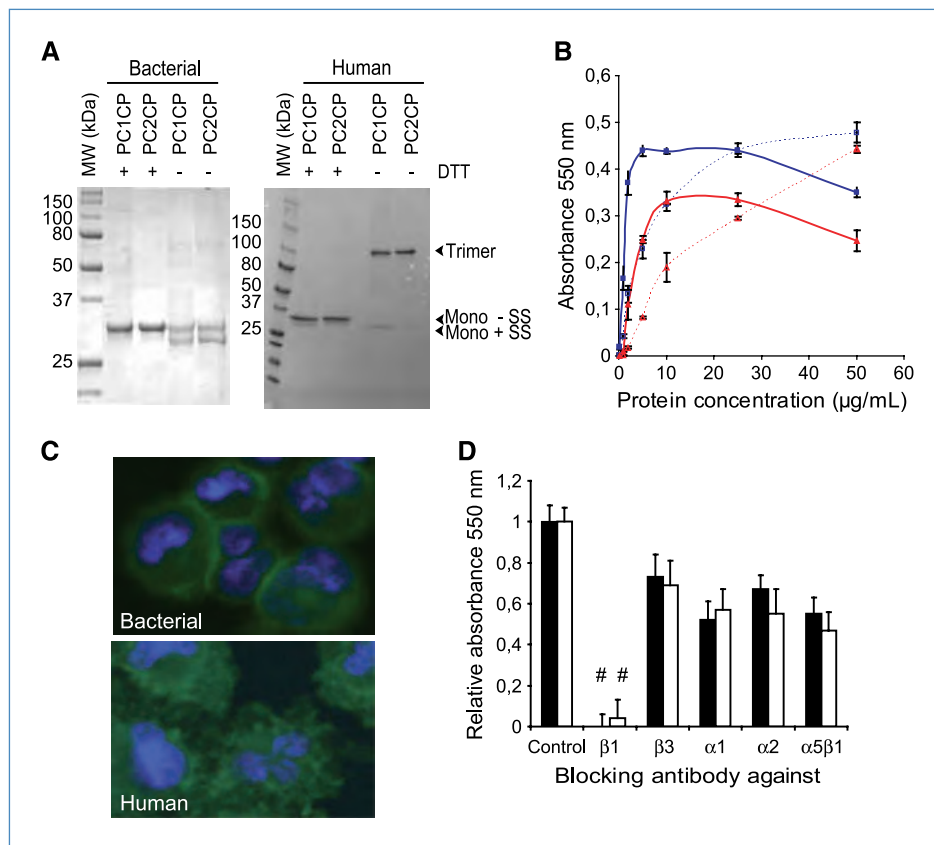 A
Bacterial
Human
MW (kDa)
PC1CP
PC2CP
PC1CP
PC2CP
MW (kDa)
PC1CP
PC2CP
PC1CP
PC2CP
+ + - -
+ + - - DTT
150
100
80
50
37
25
150
100
80
50
37
25
Trimer
Mono - SS
Mono + SS
B
Absorbance 550 nm
0,6
0,5
0,4
0,3
0,2
0,1
0
0 10 20 30 40 50 60
Protein concentration (µg/mL)
C
Bacterial
Human
D
Relative absorbance 550 nm
1,2
1
0,8
0,6
0,4
0,2
0
# #
Control β1 β3 α1 α2 α5β1
Blocking antibody against